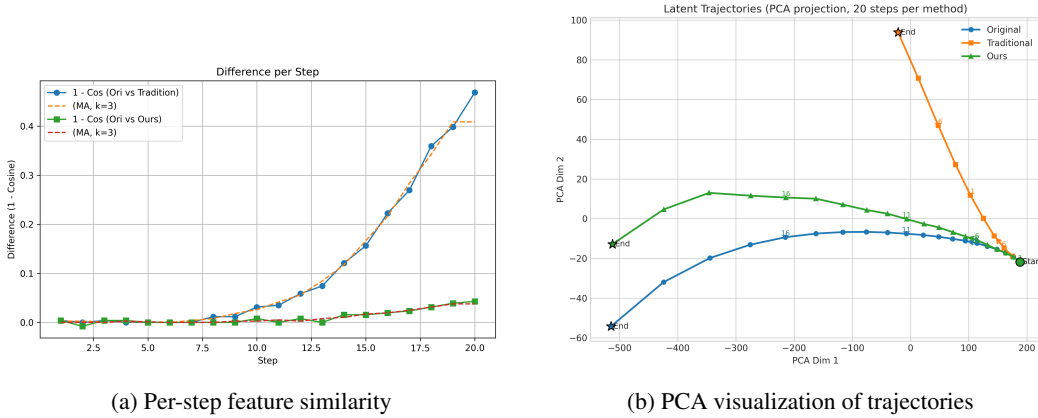 Difference per Step
1 - Cos (Ori vs Tradition)
(MA, k=3)
1 - Cos (Ori vs Ours)
(MA, k=3)
Difference (1 - Cosine)
0.4
0.3
0.2
0.1
0.0
2.5 5.0 7.5 10.0 12.5 15.0 17.5 20.0
Step
(a) Per-step feature similarity
Latent Trajectories (PCA projection, 20 steps per method)
Original
Traditional
Ours
PCA Dim 2
100
80
60
40
20
0
−20
−40
−60
End
6
1
16
11
6
16
11
End
End
Start
−500 −400 −300 −200 −100 0 100 200
PCA Dim 1
(b) PCA visualization of trajectories